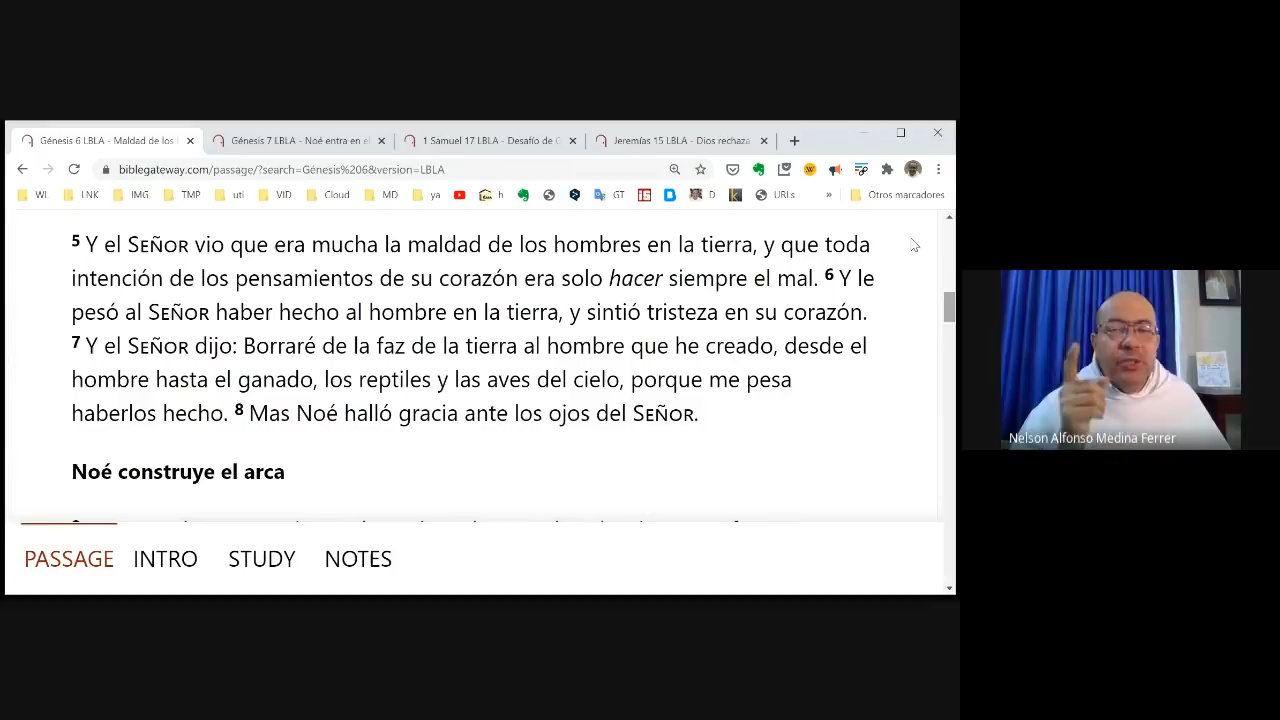 Génesis 6 LBLA - Maldad de los
Génesis 7 LBLA - Noé entra en el
1 Samuel 17 LBLA - Desafío de G
Jeremías 15 LBLA - Dios rechaza
biblegateway.com/passage/?search=Génesis%206&version=LBLA
WL LNK IMG TMP uti VID Cloud MD ya h GT D K URLs » Otros marcadores
5 Y el SEÑOR vio que era mucha la maldad de los hombres en la tierra, y que toda
intención de los pensamientos de su corazón era solo hacer siempre el mal. 6 Y le
pesó al SEÑOR haber hecho al hombre en la tierra, y sintió tristeza en su corazón.
7 Y el SEÑOR dijo: Borraré de la faz de la tierra al hombre que he creado, desde el
hombre hasta el ganado, los reptiles y las aves del cielo, porque me pesa
haberlos hecho. 8 Mas Noé halló gracia ante los ojos del SEÑOR.
Noé construye el arca
PASSAGE INTRO STUDY NOTES
Nelson Alfonso Medina Ferrer